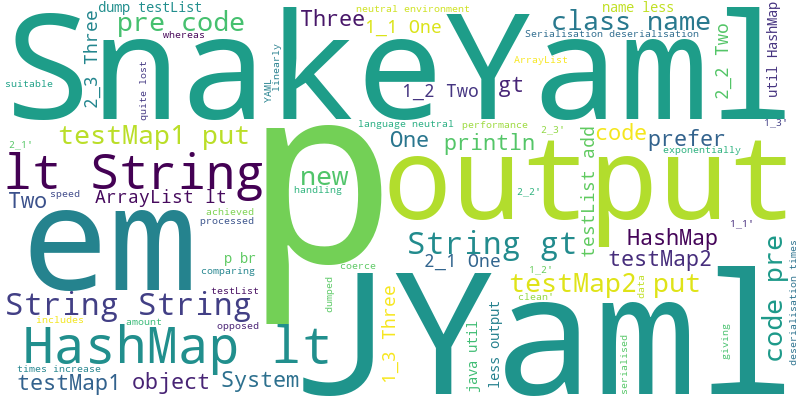 dump testList
pre code
whereas
Three
neutral environment
1_1 One
name less
class name
Serialisation deserialisation
SnakeYaml
2_3 Three
suitable
quite lost
YAML
linearly
1_2 Two
gt
ArrayList
2_2 Two
util HashMap
2_1'
testMap1 put
language neutral
performance
One
println
2_3'
code
prefer
1_3'
exponentially
lt String
new
handling
p
output
testList add
Two
speed
ArrayList lt
achieved
processed
2_2'
1_1'
em
p br
comparing
String gt
2_1 One
HashMap
testMap2
testList
coerce
1_2'
String String
dumped
clean'
testMap2 put
data
code pre
deserialisation times
includes
amount
opposed
HashMap lt
JYaml
1_3 Three
java util
less output
giving
serialised
times increase
testMap1
object
System